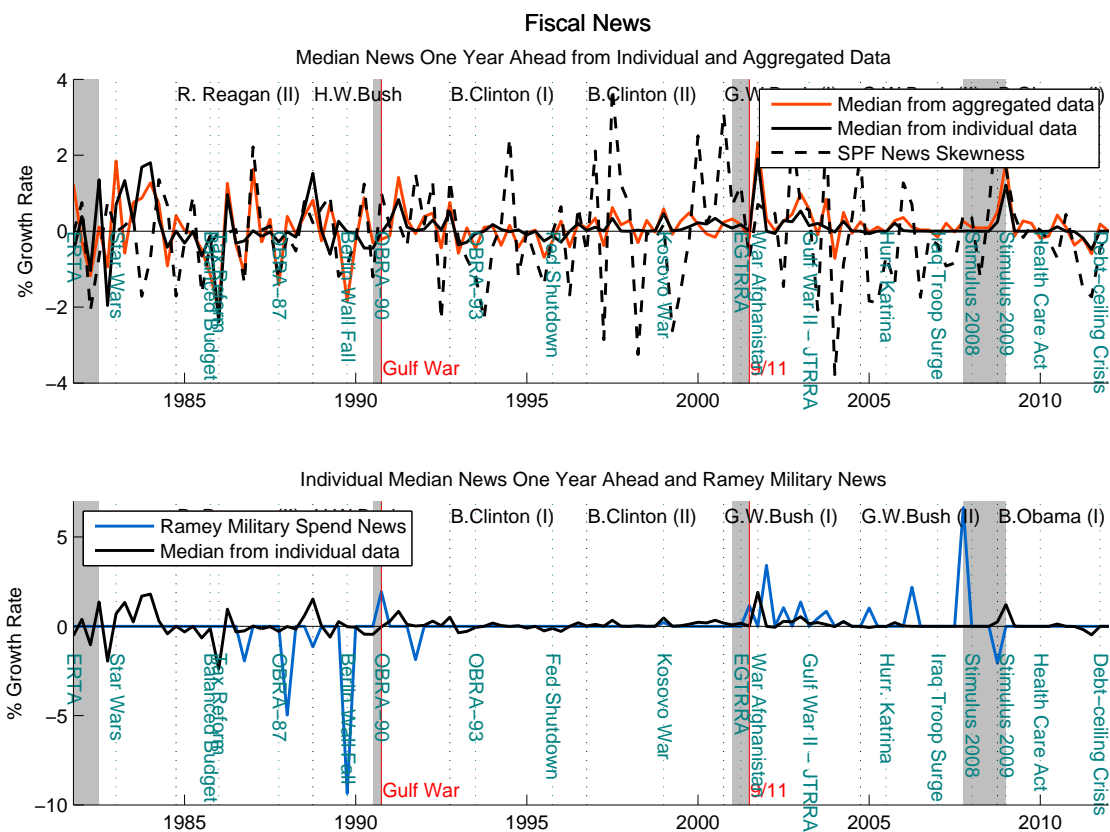 Fiscal News
Median News One Year Ahead from Individual and Aggregated Data
% Growth Rate
4
2
0
−2
−4
R. Reagan (II)
H.W.Bush
B.Clinton (I)
B.Clinton (II)
Median from aggregated data
Median from individual data
SPF News Skewness
ERTA
Star Wars
Balanced Budget
Tax Reform
OBRA−87
Berlin Wall Fall
OBRA−90
Gulf War
OBRA−93
Fed Shutdown
Kosovo War
EGTRRA
9/11
War Afghanistan
Gulf War II − JTRRA
Hurr. Katrina
Iraq Troop Surge
Stimulus 2008
Stimulus 2009
Health Care Act
Debt−ceiling Crisis
1985
1990
1995
2000
2005
2010
Individual Median News One Year Ahead and Ramey Military News
% Growth Rate
5
0
−5
−10
Ramey Military Spend News
Median from individual data
B.Clinton (I)
B.Clinton (II)
G.W.Bush (I)
G.W.Bush (II)
B.Obama (I)
ERTA
Star Wars
Balanced Budget
Tax Reform
OBRA−87
Berlin Wall Fall
OBRA−90
Gulf War
OBRA−93
Fed Shutdown
Kosovo War
EGTRRA
9/11
War Afghanistan
Gulf War II − JTRRA
Hurr. Katrina
Iraq Troop Surge
Stimulus 2008
Stimulus 2009
Health Care Act
Debt−ceiling Crisis
1985
1990
1995
2000
2005
2010